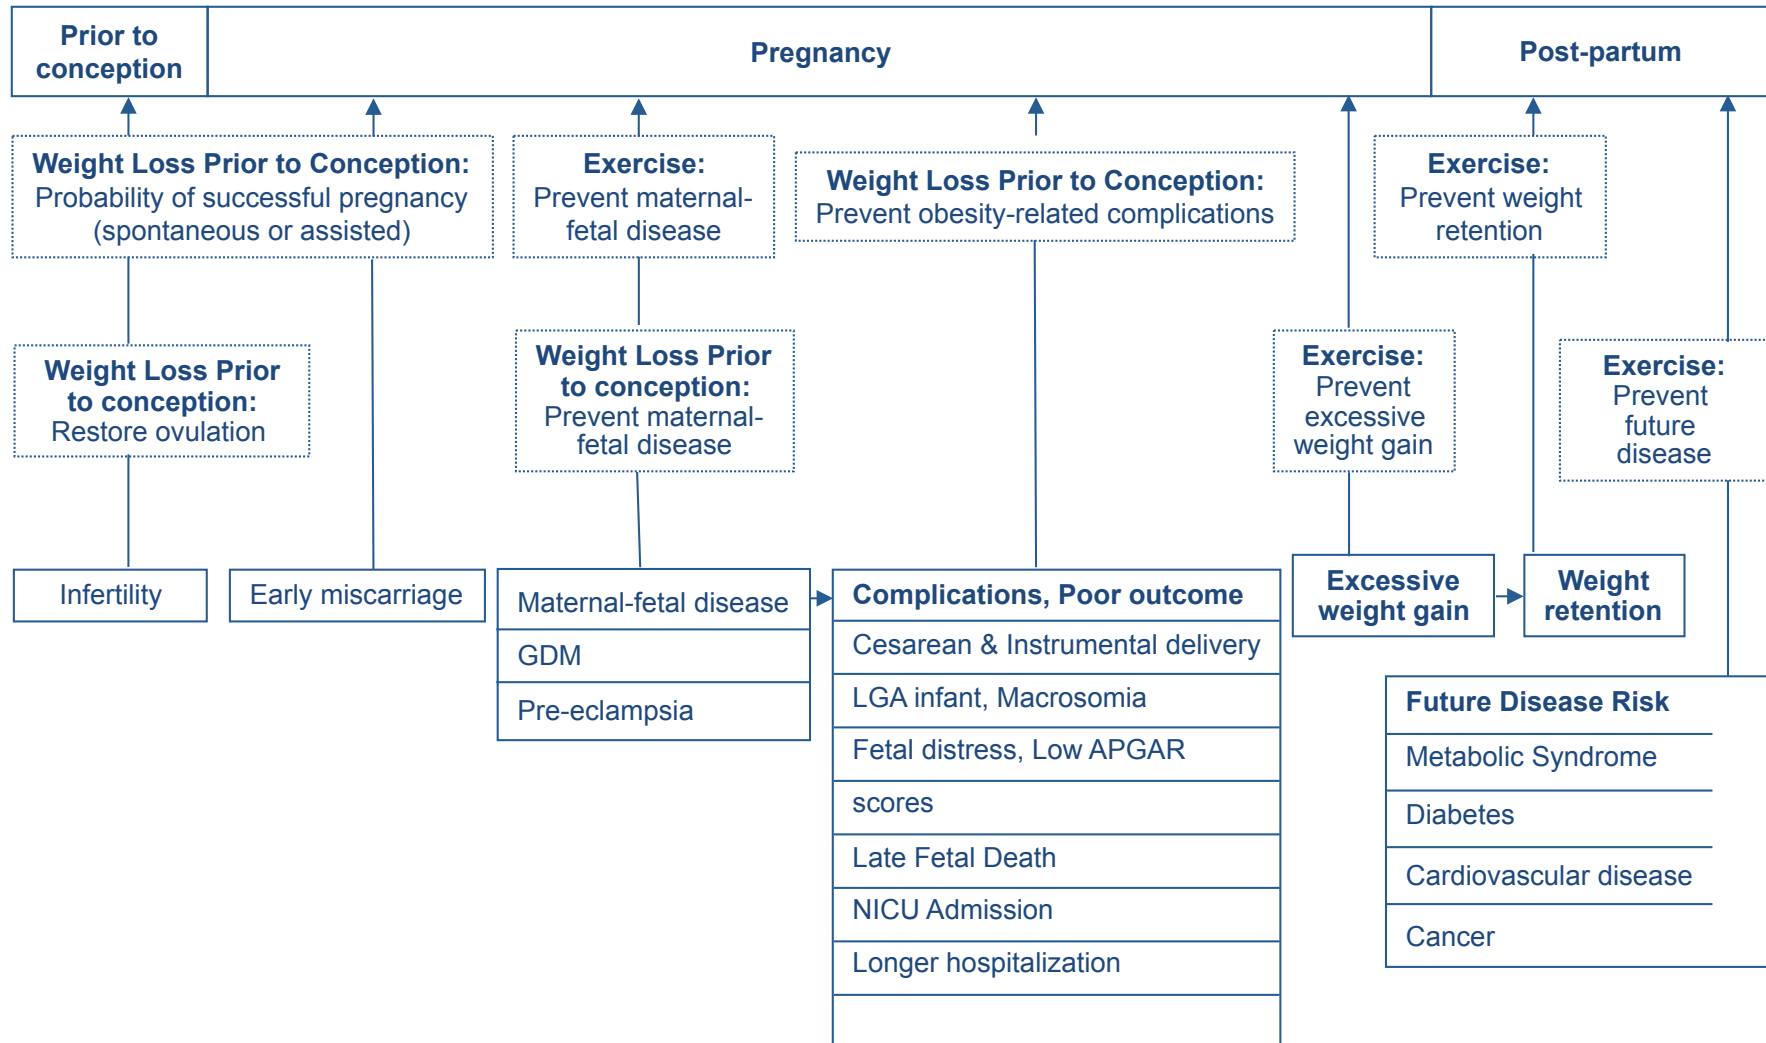 Prior to
conception
Pregnancy
Post-partum
Weight Loss Prior to Conception:
Probability of successful pregnancy
(spontaneous or assisted)
Exercise:
Prevent maternal-
fetal disease
Weight Loss Prior to Conception:
Prevent obesity-related complications
Exercise:
Prevent weight
retention
Weight Loss Prior
to conception:
Restore ovulation
Weight Loss Prior
to conception:
Prevent maternal-
fetal disease
Exercise:
Prevent
excessive
weight gain
Exercise:
Prevent
future
disease
Infertility
Early miscarriage
Maternal-fetal disease
GDM
Pre-eclampsia
Complications, Poor outcome
Cesarean & Instrumental delivery
LGA infant, Macrosomia
Fetal distress, Low APGAR
scores
Late Fetal Death
NICU Admission
Longer hospitalization
Excessive
weight gain
Weight
retention
Future Disease Risk
Metabolic Syndrome
Diabetes
Cardiovascular disease
Cancer